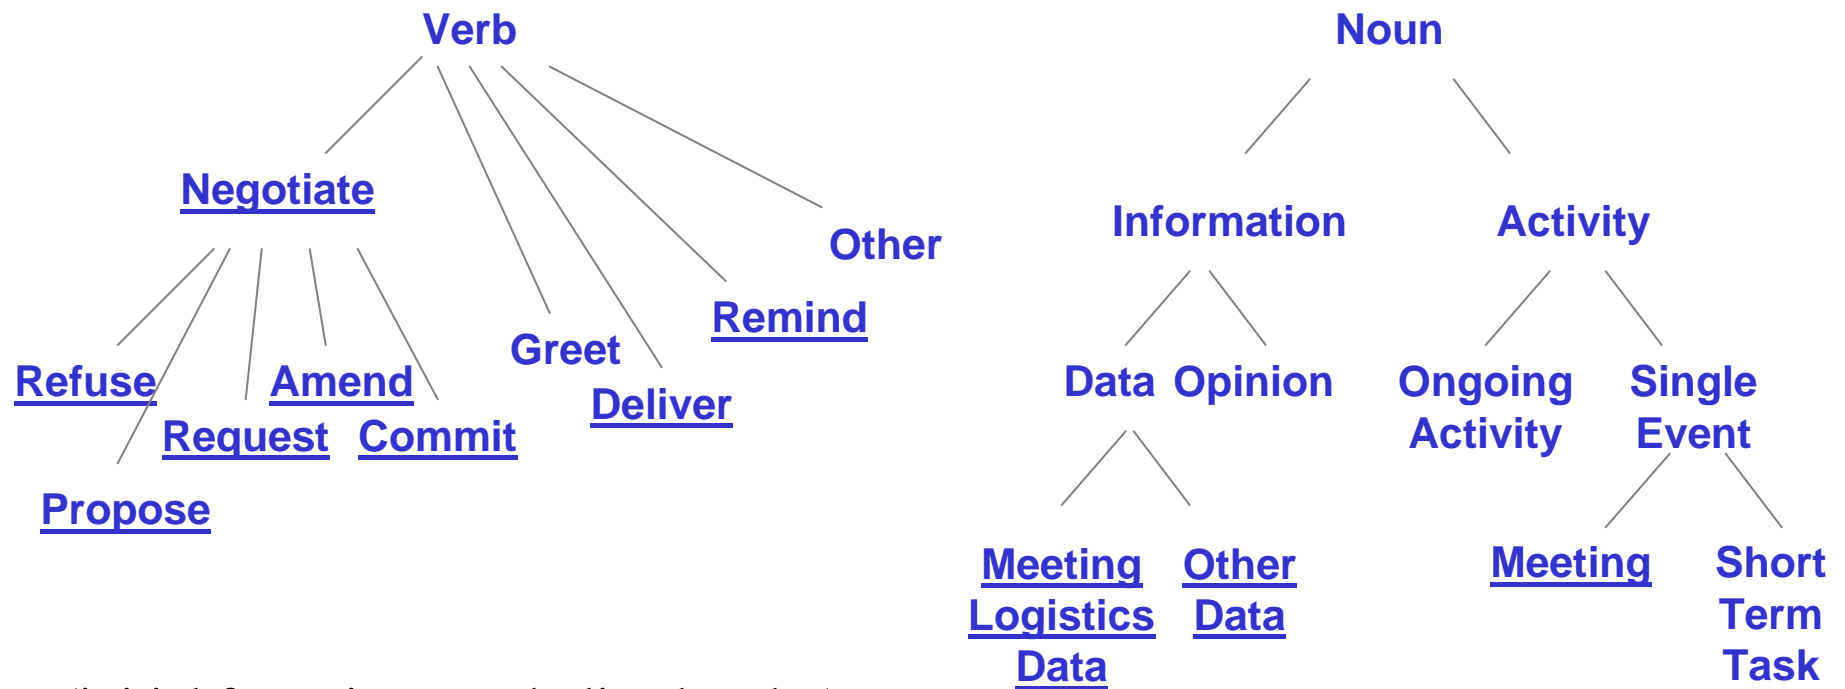 Verb
Noun
Negotiate
Information
Activity
Other
Remind
Greet
Refuse
Amend
Deliver
Data
Opinion
Ongoing
Activity
Single
Event
Request
Commit
Propose
Meeting
Logistics
Data
Other
Data
Meeting
Short
Term
Task